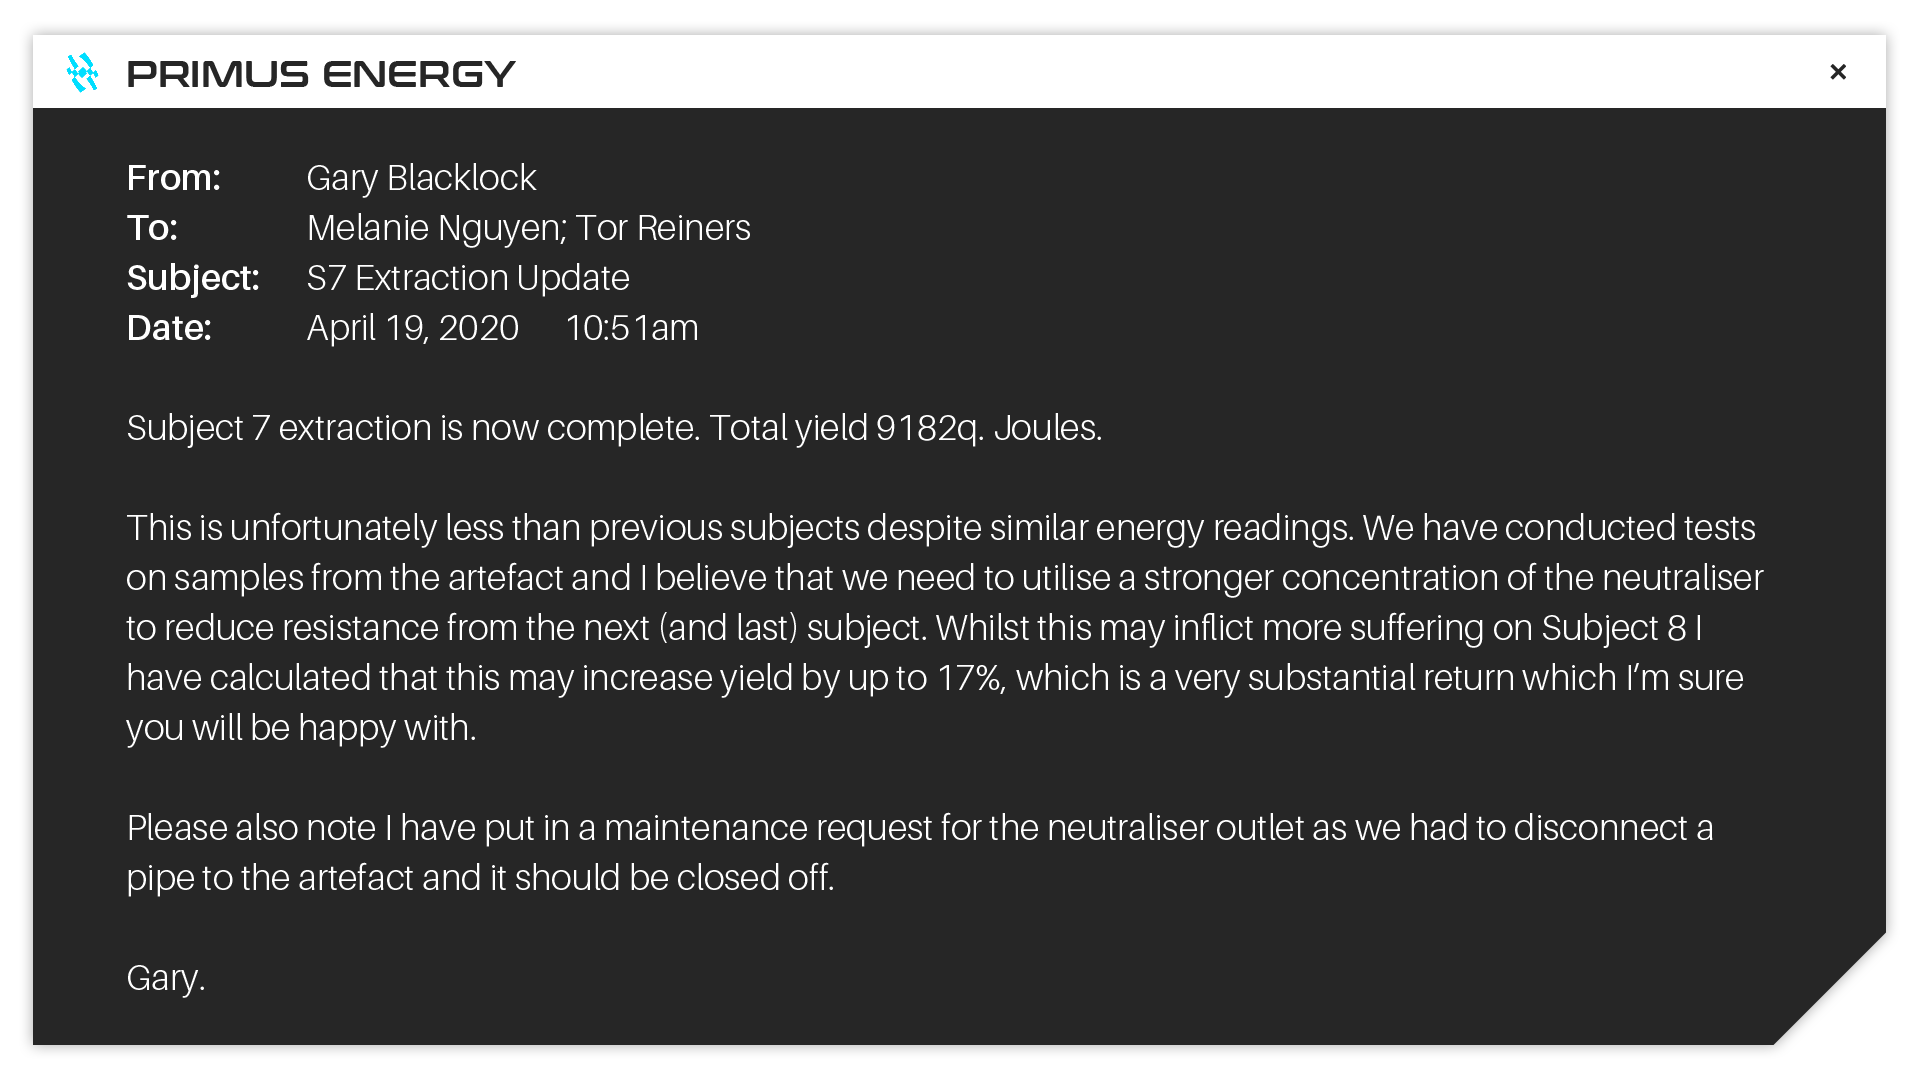 PRIMUS ENERGY
×
From: Gary Blacklock
To: Melanie Nguyen; Tor Reiners
Subject: S7 Extraction Update
Date: April 19, 2020 10:51am
Subject 7 extraction is now complete. Total yield 9182q. Joules.
This is unfortunately less than previous subjects despite similar energy readings. We have conducted tests
on samples from the artefact and I believe that we need to utilise a stronger concentration of the neutraliser
to reduce resistance from the next (and last) subject. Whilst this may inflict more suffering on Subject 8 I
have calculated that this may increase yield by up to 17%, which is a very substantial return which I’m sure
you will be happy with.
Please also note I have put in a maintenance request for the neutraliser outlet as we had to disconnect a
pipe to the artefact and it should be closed off.
Gary.